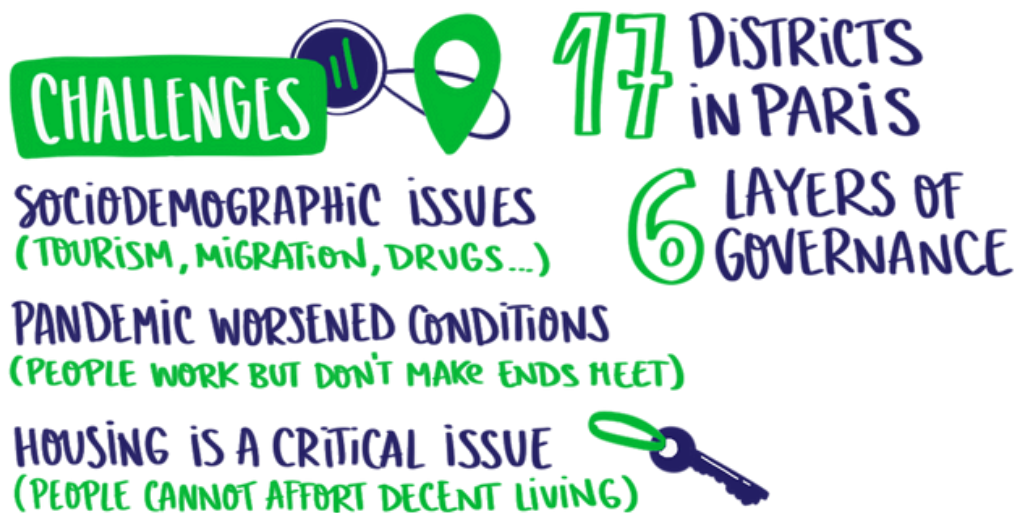 CHALLENGES
17 DISTRICTS
IN PARIS
6 LAYERS OF
GOVERNANCE
SOCIODEMOGRAPHIC ISSUES
(TOURISM, MIGRATION, DRUGS...)
PANDEMIC WORSENED CONDITIONS
(PEOPLE WORK BUT DON'T MAKE ENDS MEET)
HOUSING IS A CRITICAL ISSUE
(PEOPLE CANNOT AFFORT DECENT LIVING)